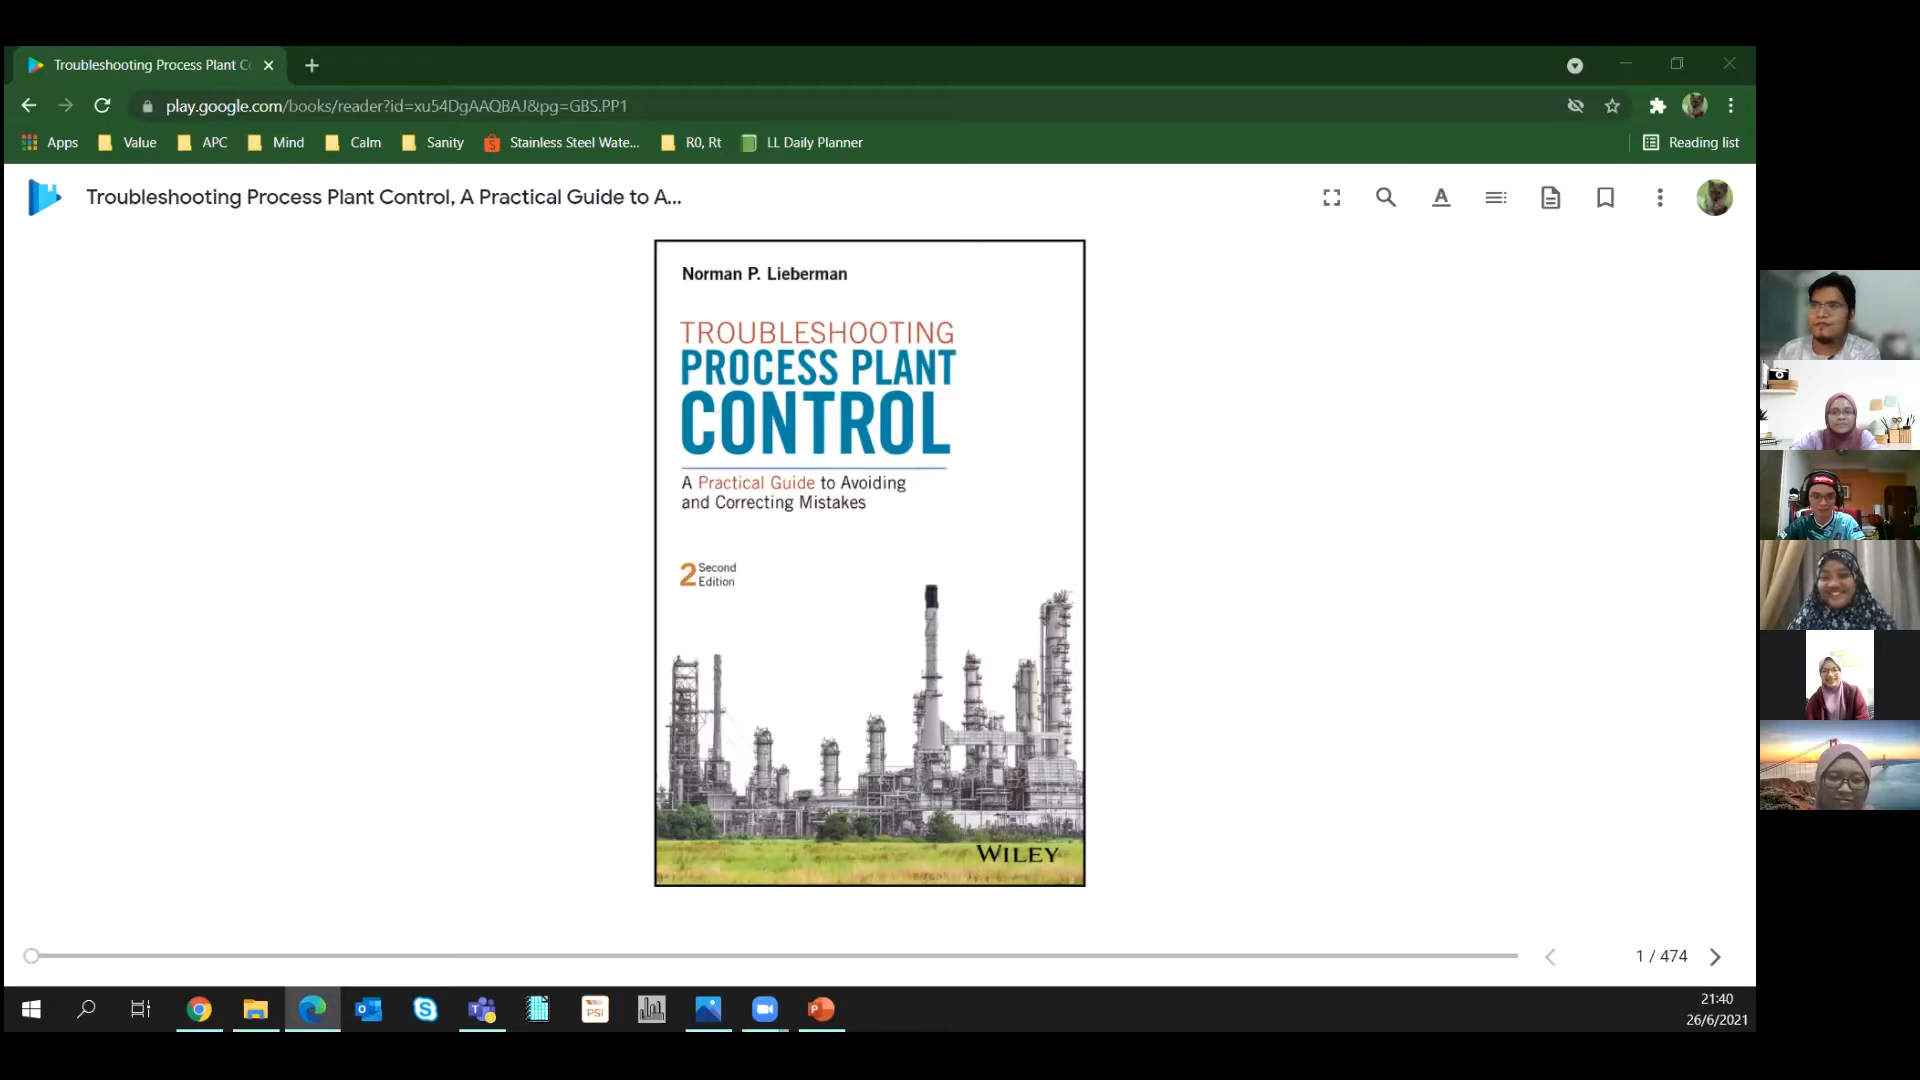 Troubleshooting Process Plant C
play.google.com/books/reader?id=xu54DgAAQBAJ&pg=GBS.PP1
Apps
Value
APC
Mind
Calm
Sanity
Stainless Steel Wate...
R0, Rt
LL Daily Planner
Reading list
Troubleshooting Process Plant Control, A Practical Guide to A...
Norman P. Lieberman
TROUBLESHOOTING
PROCESS PLANT
CONTROL
A Practical Guide to Avoiding
and Correcting Mistakes
2 Second
Edition
WILEY
1 / 474
PSI
21:40
26/6/2021